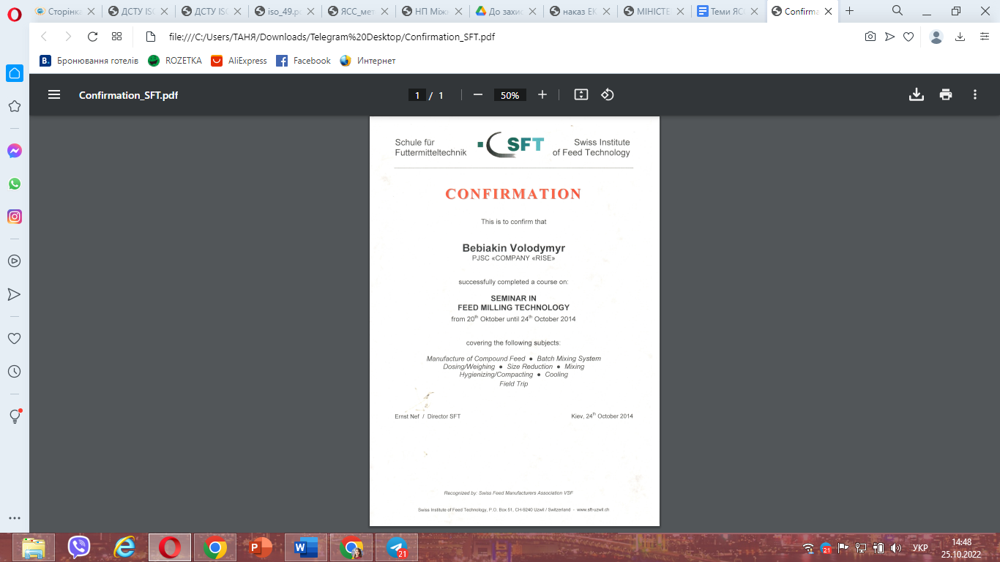 Сторінка
ДСТУ ISO
ДСТУ ISO
iso_49.pd
ЯСС_мет
НП Між
До захис
наказ ЕК
МІНІСТЕ
Теми ЯС
Confirma
file:///C:/Users/ТАНЯ/Downloads/Telegram%20Desktop/Confirmation_SFT.pdf
B. Бронювання готелів
ROZETKA
AliExpress
Facebook
Интернет
Confirmation_SFT.pdf
1 / 1
50%
Schule für
Futtermitteltechnik
SFT
Swiss Institute
of Feed Technology
CONFIRMATION
This is to confirm that
Bebiakin Volodymyr
PJSC «COMPANY «RISE»
successfully completed a course on:
SEMINAR IN
FEED MILLING TECHNOLOGY
from 20th Oktober until 24th October 2014
covering the following subjects:
Manufacture of Compound Feed ● Batch Mixing System
Dosing/Weighing ● Size Reduction ● Mixing
Hygienizing/Compacting ● Cooling
Field Trip
Ernst Nef / Director SFT
Kiev, 24th October 2014
Recognized by: Swiss Feed Manufacturers Association VSF
Swiss Institute of Feed Technology, P.O. Box 51, CH-9240 Uzwil / Switzerland - www.sft-uzwil.ch
21
21
УКР
14:48
25.10.2022